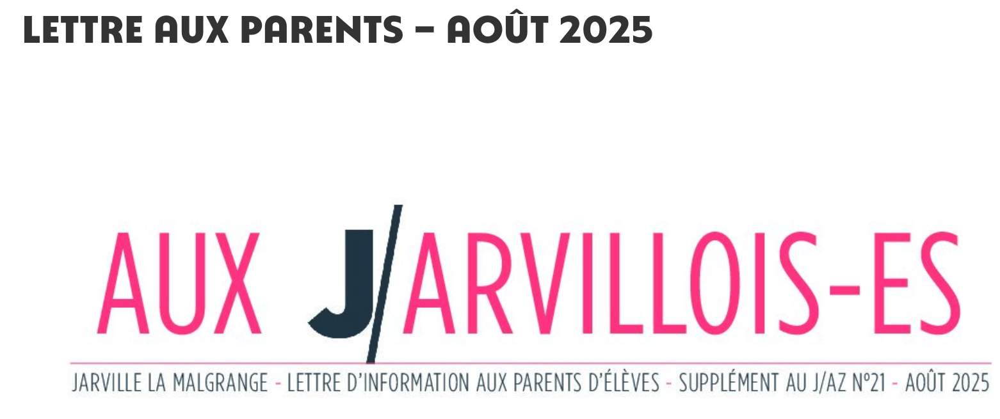 LETTRE AUX PARENTS – AOÛT 2025
AUX J/ARVILLOIS-ES
JARVILLE LA MALGRANGE - LETTRE D'INFORMATION AUX PARENTS D'ÉLÈVES - SUPPLÉMENT AU J/AZ N°21 - AOÛT 2025